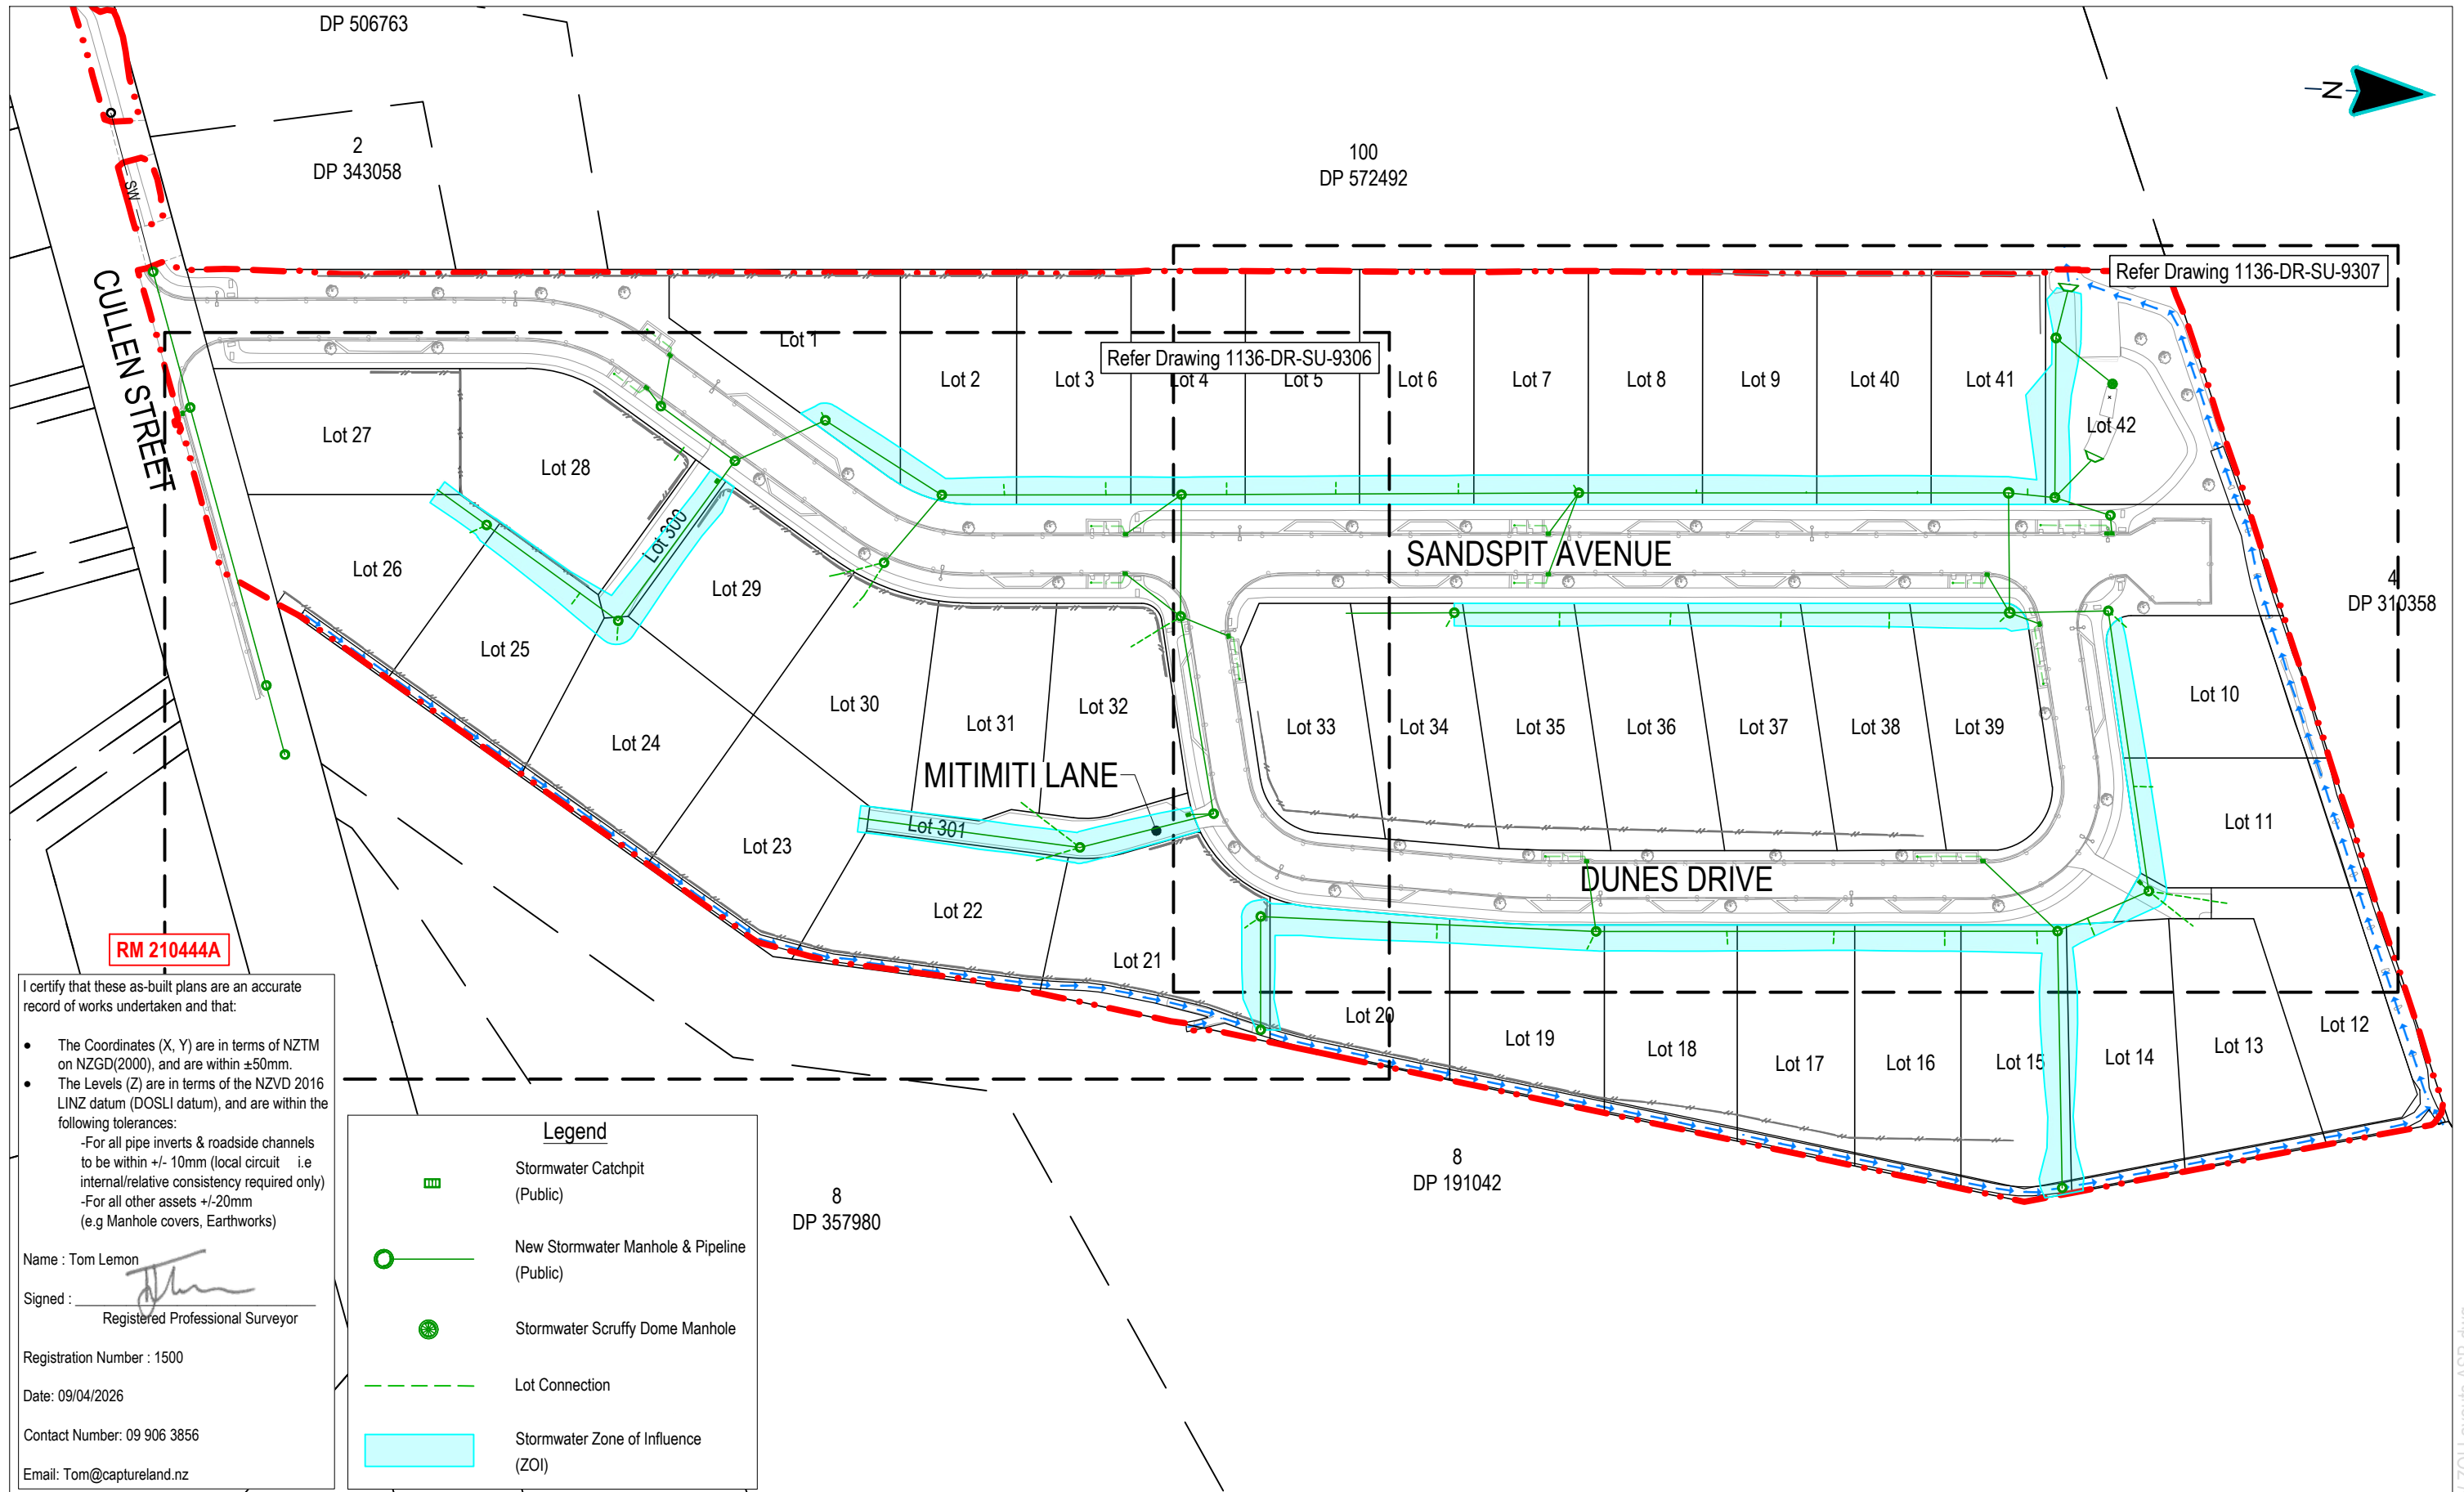 DP 506763
2
DP 343058
100
DP 572492
N
SW
CULLEN STREET
Refer Drawing 1136-DR-SU-9307
Refer Drawing 1136-DR-SU-9306
Lot 1
Lot 2
Lot 3
Lot 4
Lot 5
Lot 6
Lot 7
Lot 8
Lot 9
Lot 40
Lot 41
Lot 42
Lot 27
Lot 28
Lot 300
Lot 26
Lot 25
Lot 29
SANDSPIT AVENUE
4
DP 310358
Lot 24
Lot 30
Lot 31
Lot 32
Lot 33
Lot 34
Lot 35
Lot 36
Lot 37
Lot 38
Lot 39
Lot 10
MITIMITI LANE
Lot 301
Lot 11
Lot 23
Lot 22
DUNES DRIVE
Lot 21
Lot 20
Lot 19
Lot 18
Lot 17
Lot 16
Lot 15
Lot 14
Lot 13
Lot 12
8
DP 191042
8
DP 357980
RM 210444A
I certify that these as-built plans are an accurate
record of works undertaken and that:
• The Coordinates (X, Y) are in terms of NZTM
on NZGD(2000), and are within ±50mm.
• The Levels (Z) are in terms of the NZVD 2016
LINZ datum (DOSLI datum), and are within the
following tolerances:
-For all pipe inverts & roadside channels
to be within +/- 10mm (local circuit i.e
internal/relative consistency required only)
-For all other assets +/-20mm
(e.g Manhole covers, Earthworks)
Name : Tom Lemon
Signed :
Registered Professional Surveyor
Registration Number : 1500
Date: 09/04/2026
Contact Number: 09 906 3856
Email: Tom@captureland.nz
Legend
Stormwater Catchpit
(Public)
New Stormwater Manhole & Pipeline
(Public)
Stormwater Scruffy Dome Manhole
Lot Connection
Stormwater Zone of Influence
(ZOI)